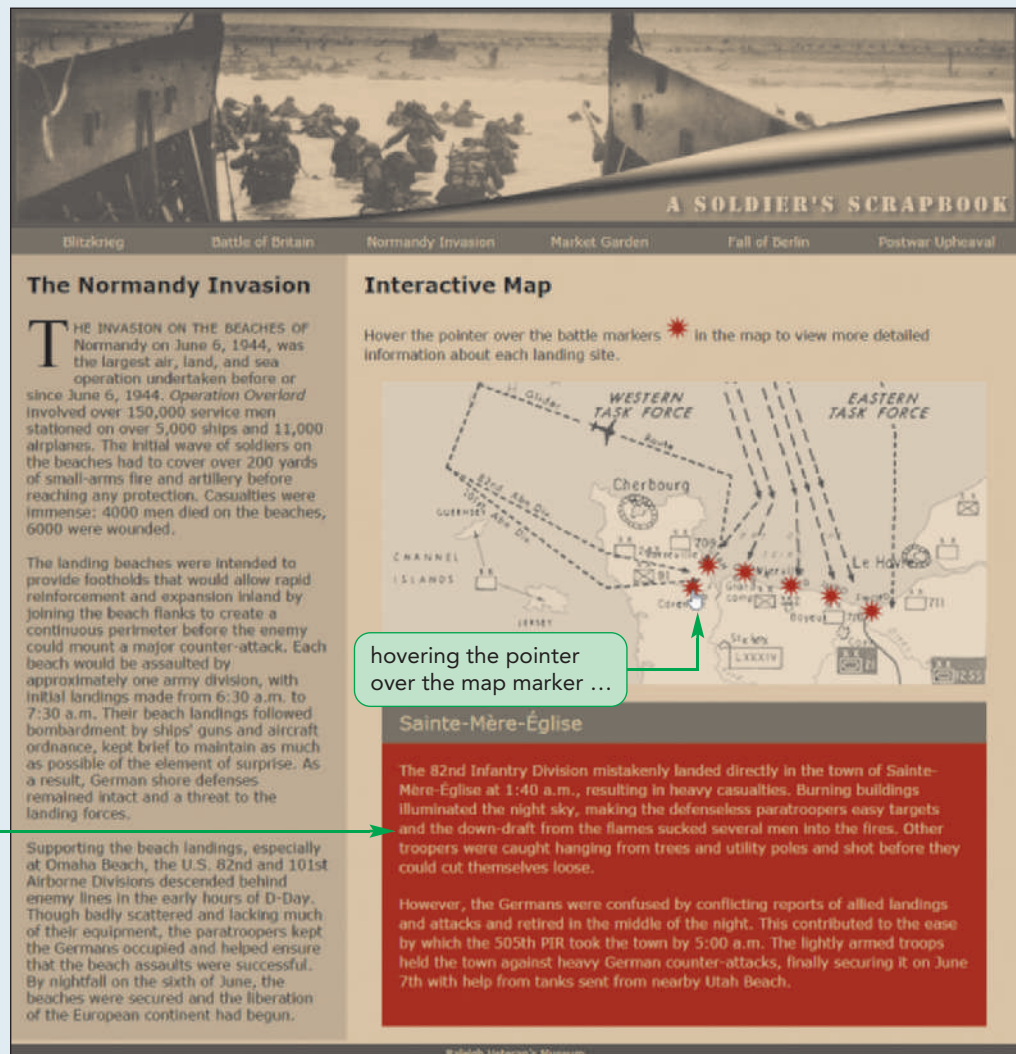 A SOLDIER'S SCRAPBOOK
Blitzkrieg Battle of Britain Normandy Invasion Market Garden Fall of Berlin Postwar Upheaval
The Normandy Invasion
THE INVASION ON THE BEACHES OF
Normandy on June 6, 1944, was
the largest air, land, and sea
operation undertaken before or
since June 6, 1944. Operation Overlord
involved over 150,000 service men
stationed on over 5,000 ships and 11,000
airplanes. The initial wave of soldiers on
the beaches had to cover over 200 yards
of small-arms fire and artillery before
reaching any protection. Casualties were
immense: 4000 men died on the beaches,
6000 were wounded.
The landing beaches were intended to
provide footholds that would allow rapid
reinforcement and expansion inland by
joining the beach flanks to create a
continuous perimeter before the enemy
could mount a major counter-attack. Each
beach would be assaulted by
approximately one army division, with
initial landings made from 6:30 a.m. to
7:30 a.m. Their beach landings followed
bombardment by ships' guns and aircraft
ordnance, kept brief to maintain as much
as possible of the element of surprise. As
a result, German shore defenses
remained intact and a threat to the
landing forces.
Supporting the beach landings, especially
at Omaha Beach, the U.S. 82nd and 101st
Airborne Divisions descended behind
enemy lines in the early hours of D-Day.
Though badly scattered and lacking much
of their equipment, the paratroopers kept
the Germans occupied and helped ensure
that the beach assaults were successful.
By nightfall on the sixth of June, the
beaches were secured and the liberation
of the European continent had begun.
Interactive Map
Hover the pointer over the battle markers in the map to view more detailed
information about each landing site.
Glider
Route
WESTERN
TASK FORCE
EASTERN
TASK FORCE
82nd Abn Div
101st Abn Div
Cherbourg
GUERNSEY
CHANNEL
ISLANDS
JERSEY
709
243
91
Le Havre
711
LXXXIV
21
hovering the pointer
over the map marker …
Sainte-Mère-Église
The 82nd Infantry Division mistakenly landed directly in the town of Sainte-
Mère-Église at 1:40 a.m., resulting in heavy casualties. Burning buildings
illuminated the night sky, making the defenseless paratroopers easy targets
and the down-draft from the flames sucked several men into the fires. Other
troopers were caught hanging from trees and utility poles and shot before they
could cut themselves loose.
However, the Germans were confused by conflicting reports of allied landings
and attacks and retired in the middle of the night. This contributed to the ease
by which the 505th PIR took the town by 5:00 a.m. The lightly armed troops
held the town against heavy German counter-attacks, finally securing it on June
7th with help from tanks sent from nearby Utah Beach.